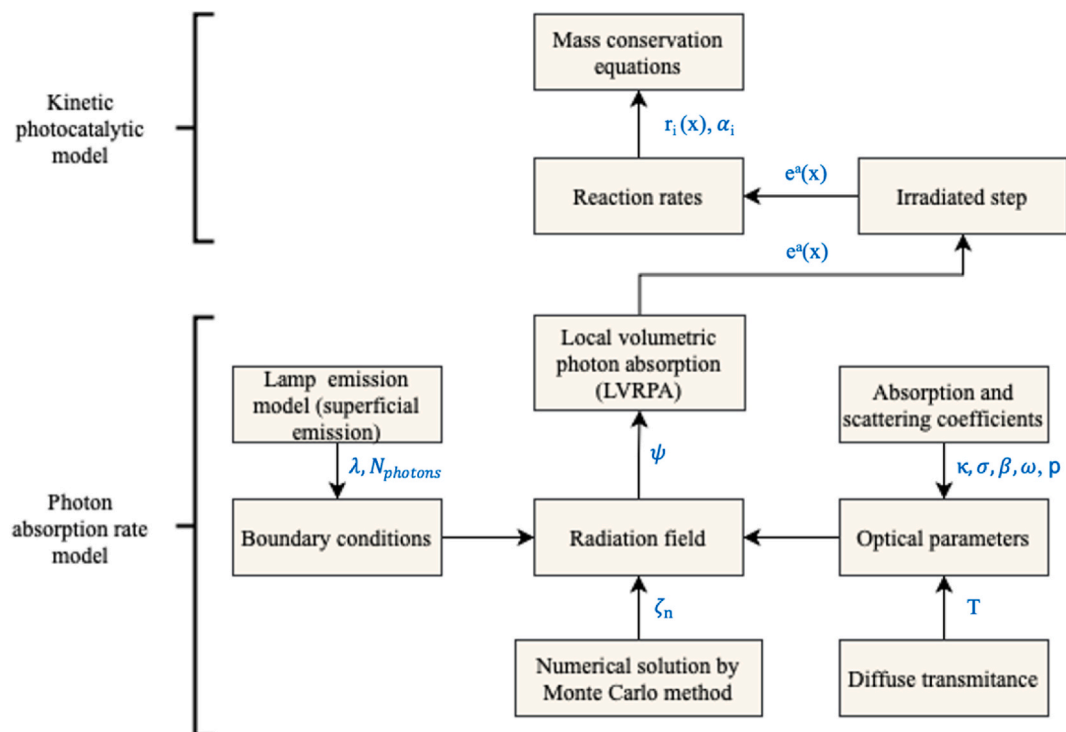 Mass conservation
equations
Kinetic
photocatalytic
model
rᵢ(x), αᵢ
Reaction rates
eᵃ(x)
Irradiated step
eᵃ(x)
Local volumetric
photon absorption
(LVRPA)
Lamp emission
model (superficial
emission)
Absorption and
scattering coefficients
λ, N_photons
ψ
κ, σ, β, ω, p
Photon
absorption rate
model
Boundary conditions
Radiation field
Optical parameters
ζₙ
T
Numerical solution by
Monte Carlo method
Diffuse transmitance